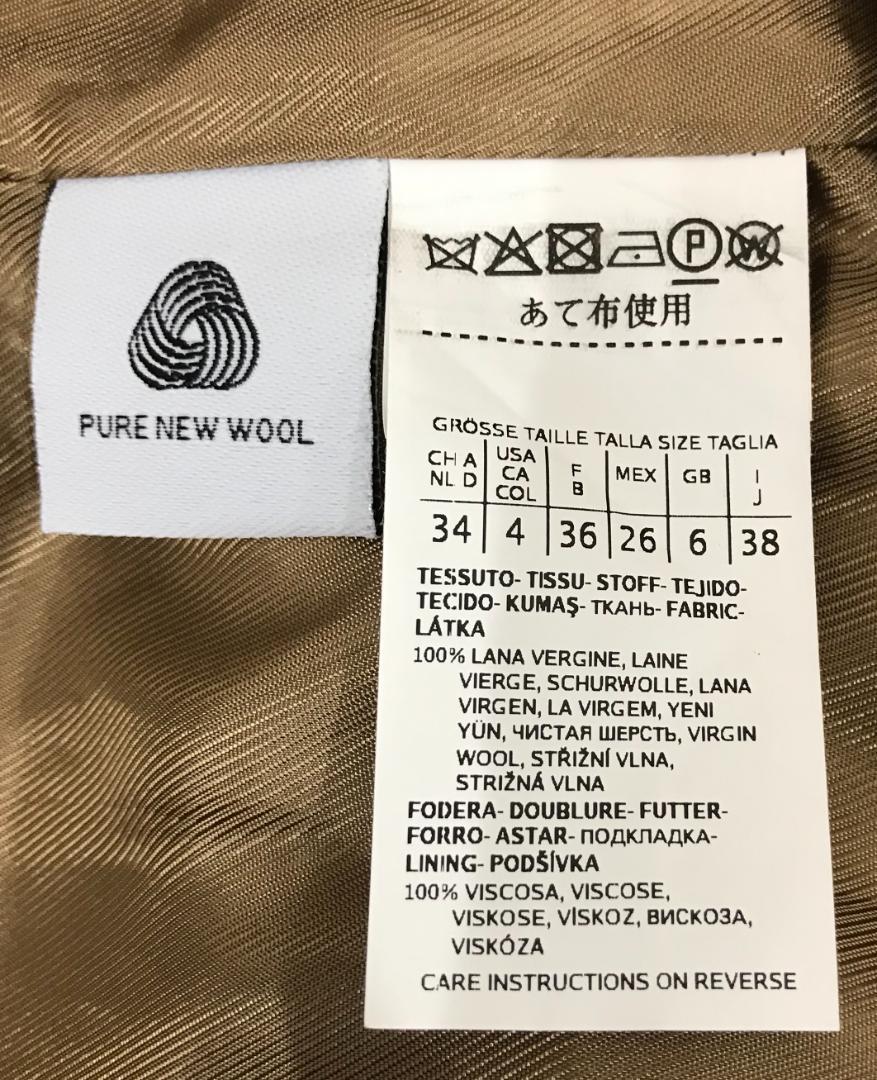 PURE NEW WOOL
P W
あて布使用
GRÖSSE TAILLE TALLA SIZE TAGLIA
CH A NL D USA CA COL F B MEX GB I J
34 4 36 26 6 38
TESSUTO- TISSU- STOFF- TEJIDO-
TECIDO- KUMAŞ- ТКАНЬ- FABRIC-
LÁTKA
100% LANA VERGINE, LAINE
VIERGE, SCHURWOLLE, LANA
VIRGEN, LA VIRGEM, YENI
YÜN, ЧИСТАЯ ШЕРСТЬ, VIRGIN
WOOL, STŘIŽNÍ VLNA,
STRIŽNÁ VLNA
FODERA- DOUBLURE- FUTTER-
FORRO- ASTAR- ПОДКЛАДКА-
LINING- PODŠÍVKA
100% VISCOSA, VISCOSE,
VISKOSE, VİSKOZ, ВИСКОЗА,
VISKÓZA
CARE INSTRUCTIONS ON REVERSE